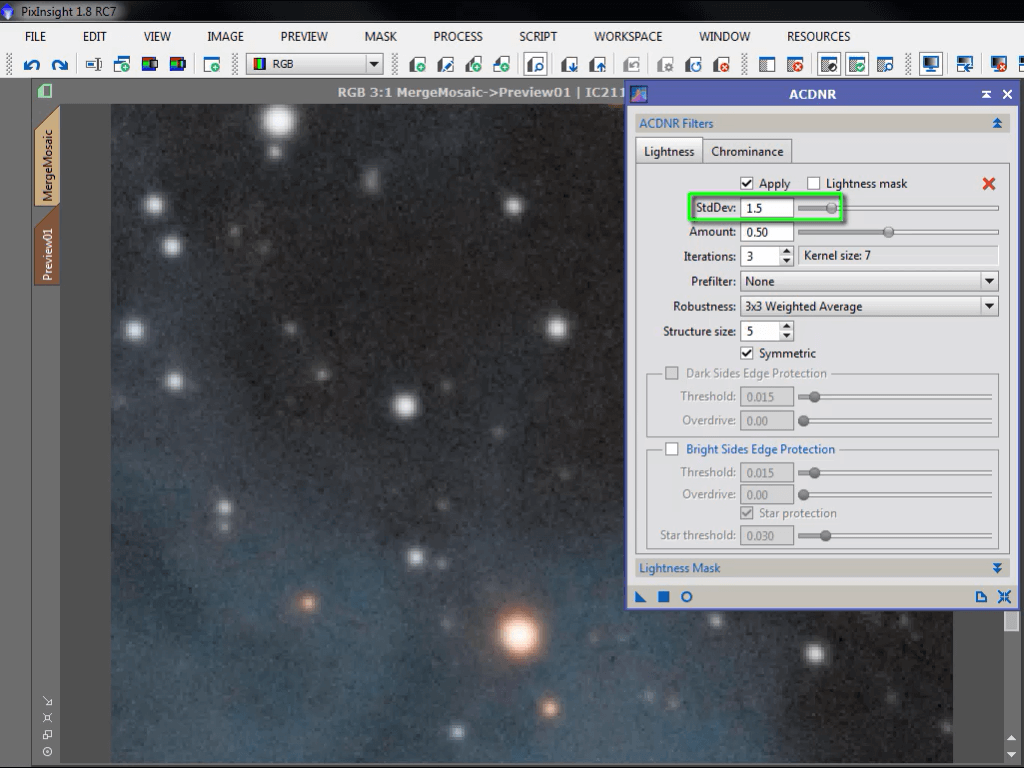 PixInsight 1.8 RC7
FILE EDIT VIEW IMAGE PREVIEW MASK PROCESS SCRIPT WORKSPACE WINDOW RESOURCES
RGB
RGB 3:1 MergeMosaic->Preview01 | IC211
MergeMosaic
Preview01
ACDNR
ACDNR Filters
Lightness Chrominance
Apply Lightness mask
StdDev: 1.5
Amount: 0.50
Iterations: 3 Kernel size: 7
Prefilter: None
Robustness: 3x3 Weighted Average
Structure size: 5
Symmetric
Dark Sides Edge Protection
Threshold: 0.015
Overdrive: 0.00
Bright Sides Edge Protection
Threshold: 0.015
Overdrive: 0.00
Star protection
Star threshold: 0.030
Lightness Mask